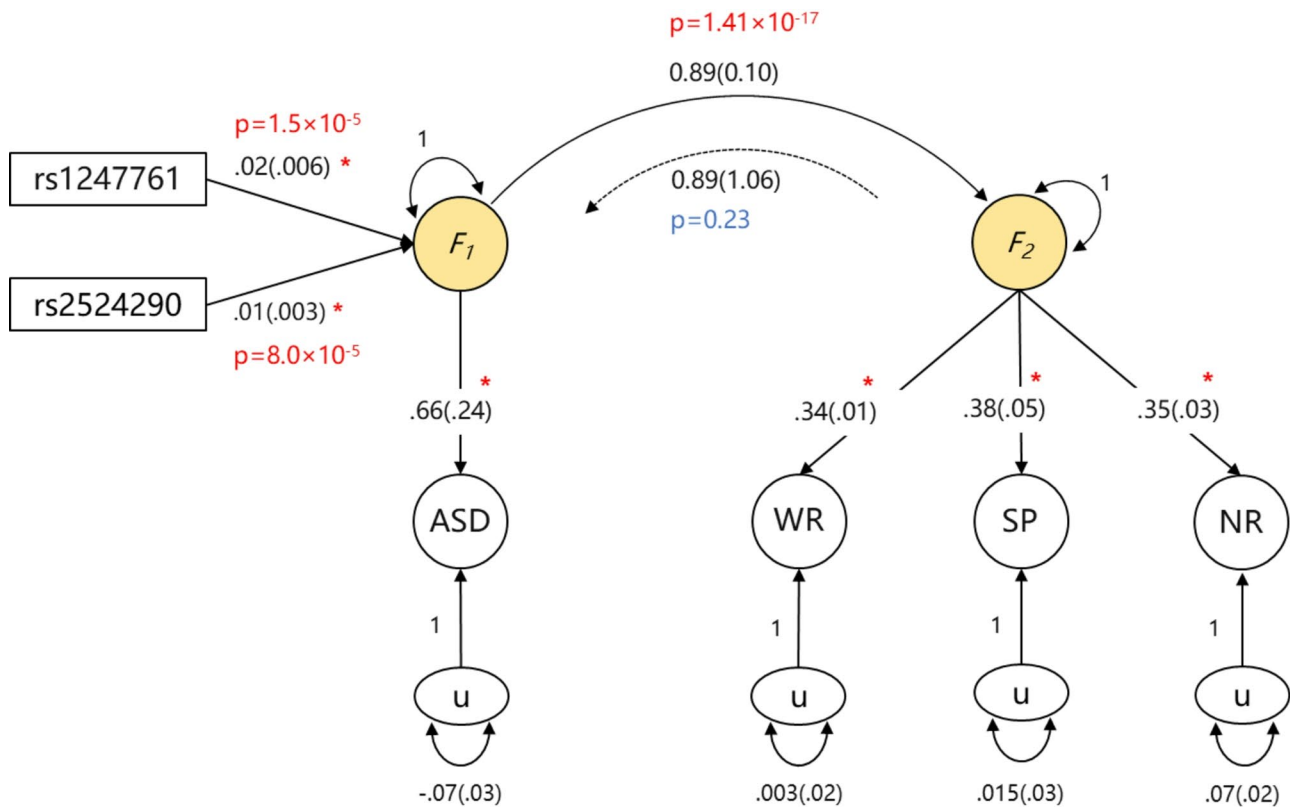 p=1.41×10⁻¹⁷
0.89(0.10)
p=1.5×10⁻⁵
1
.02(.006) *
rs1247761
0.89(1.06)
p=0.23
1
F₁
F₂
rs2524290
.01(.003) *
p=8.0×10⁻⁵
*
.66(.24)
*
.34(.01)
*
.38(.05)
*
.35(.03)
ASD
WR
SP
NR
1
1
1
1
u
u
u
u
-.07(.03)
.003(.02)
.015(.03)
.07(.02)